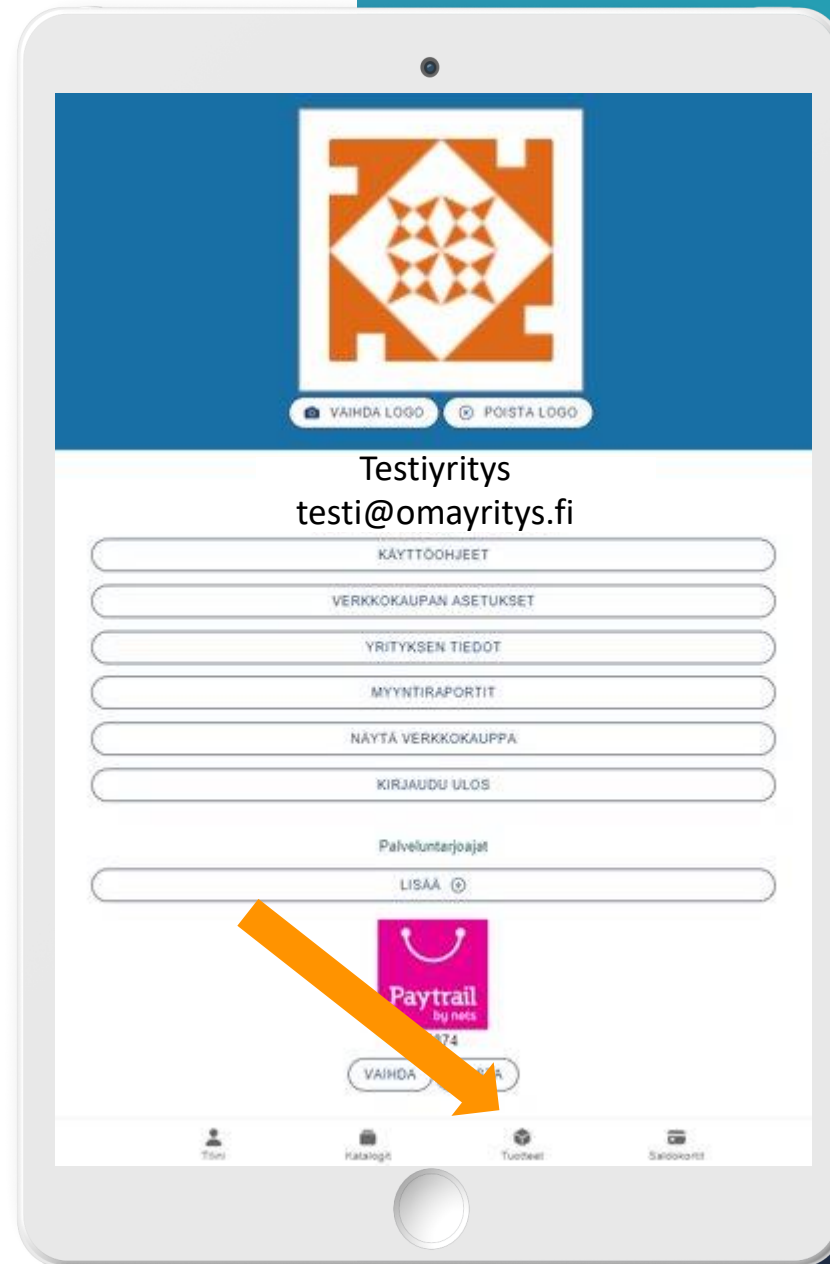 VAIHDA LOGO POISTA LOGO
Testiyritys
testi@omayritys.fi
KÄYTTÖOHJEET
VERKKOKAUPAN ASETUKSET
YRITYKSEN TIEDOT
MYYNTIRAPORTIT
NÄYTÄ VERKKOKAUPPA
KIRJAUDU ULOS
Palveluntarjoajat
LISÄÄ
Paytrail
by nets
VAIHDA
Tilini Katalogit Tuotteet Saldokortit